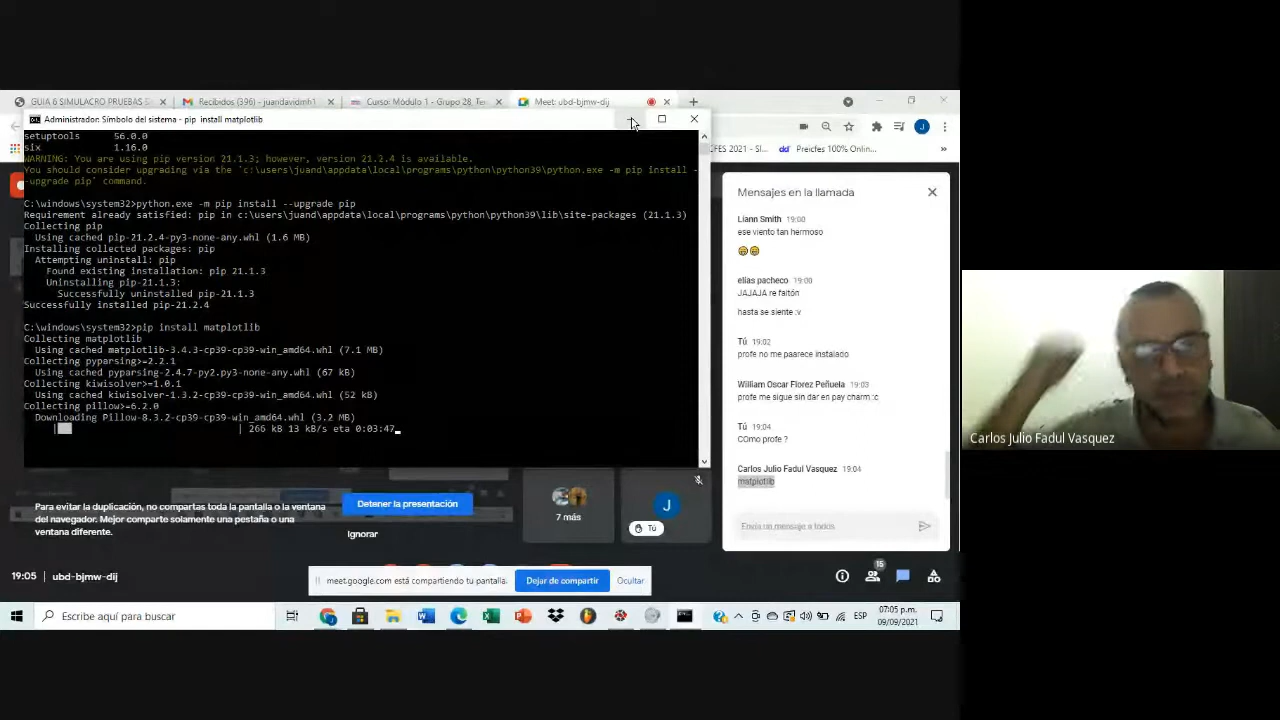 GUIA 6 SIMULACRO PRUEBAS S
Recibidos (396) - juandavidmh1
Curso: Módulo 1 - Grupo 28, Te
Meet: ubd-bjmw-dij
Administrador: Símbolo del sistema - pip install matplotlib
setuptools 56.0.0
six 1.16.0
WARNING: You are using pip version 21.1.3; however, version 21.2.4 is available.
You should consider upgrading via the 'c:\users\juand\appdata\local\programs\python\python39\python.exe -m pip install -
-upgrade pip' command.
C:\windows\system32>python.exe -m pip install --upgrade pip
Requirement already satisfied: pip in c:\users\juand\appdata\local\programs\python\python39\lib\site-packages (21.1.3)
Collecting pip
Using cached pip-21.2.4-py3-none-any.whl (1.6 MB)
Installing collected packages: pip
Attempting uninstall: pip
Found existing installation: pip 21.1.3
Uninstalling pip-21.1.3:
Successfully uninstalled pip-21.1.3
Successfully installed pip-21.2.4
C:\windows\system32>pip install matplotlib
Collecting matplotlib
Using cached matplotlib-3.4.3-cp39-cp39-win_amd64.whl (7.1 MB)
Collecting pyparsing>=2.2.1
Using cached pyparsing-2.4.7-py2.py3-none-any.whl (67 kB)
Collecting kiwisolver>=1.0.1
Using cached kiwisolver-1.3.2-cp39-cp39-win_amd64.whl (52 kB)
Collecting pillow>=6.2.0
Downloading Pillow-8.3.2-cp39-cp39-win_amd64.whl (3.2 MB)
| | 266 kB 13 kB/s eta 0:03:47
FES 2021 - SI...
Preicfes 100% Onlin...
Mensajes en la llamada
Liann Smith 19:00
ese viento tan hermoso
elías pacheco 19:00
JAJAJA re faltón
hasta se siente :v
Tú 19:02
profe no me paarece instalado
William Oscar Florez Peñuela 19:03
profe me sigue sin dar en pay charm :c
Tú 19:04
COmo profe ?
Carlos Julio Fadul Vasquez 19:04
matplotlib
Envía un mensaje a todos
Carlos Julio Fadul Vasquez
Para evitar la duplicación, no compartas toda la pantalla o la ventana
del navegador. Mejor comparte solamente una pestaña o una
ventana diferente.
Detener la presentación
Ignorar
7 más
J
Tú
19:05 | ubd-bjmw-dij
meet.google.com está compartiendo tu pantalla.
Dejar de compartir
Ocultar
15
Escribe aquí para buscar
ESP
07:05 p.m.
09/09/2021